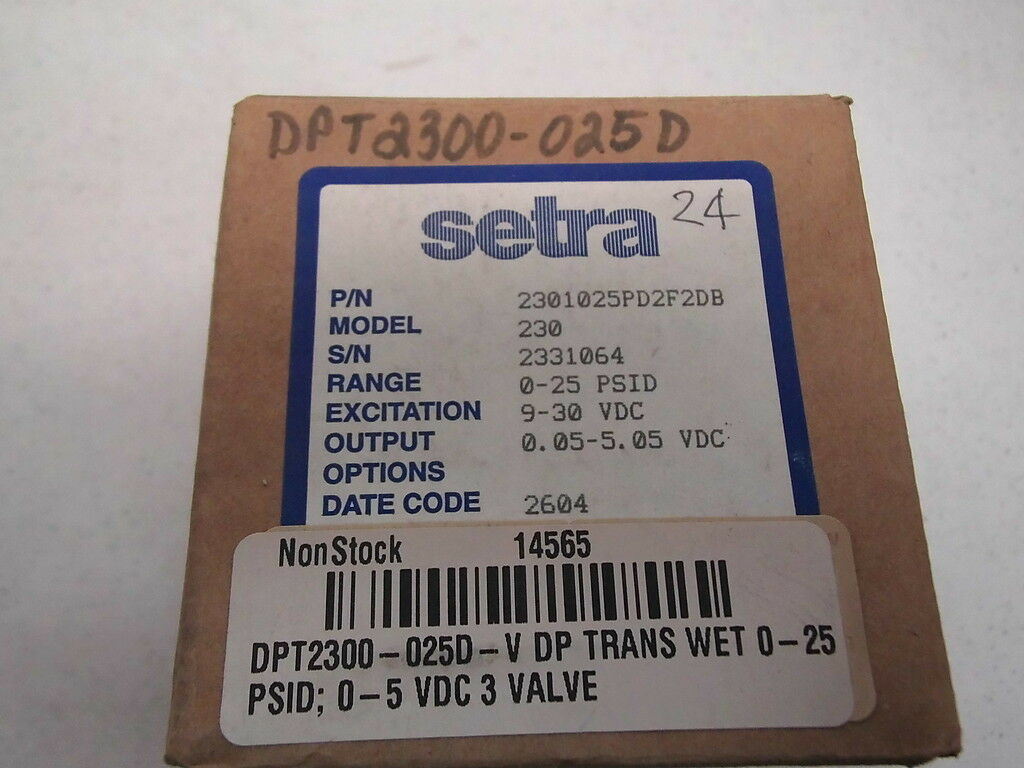 DPT2300-025D
setra 24
P/N 2301025PD2F2DB
MODEL 230
S/N 2331064
RANGE 0-25 PSID
EXCITATION 9-30 VDC
OUTPUT 0.05-5.05 VDC
OPTIONS
DATE CODE 2604
NonStock 14565
DPT2300-025D-V DP TRANS WET 0-25
PSID; 0-5 VDC 3 VALVE